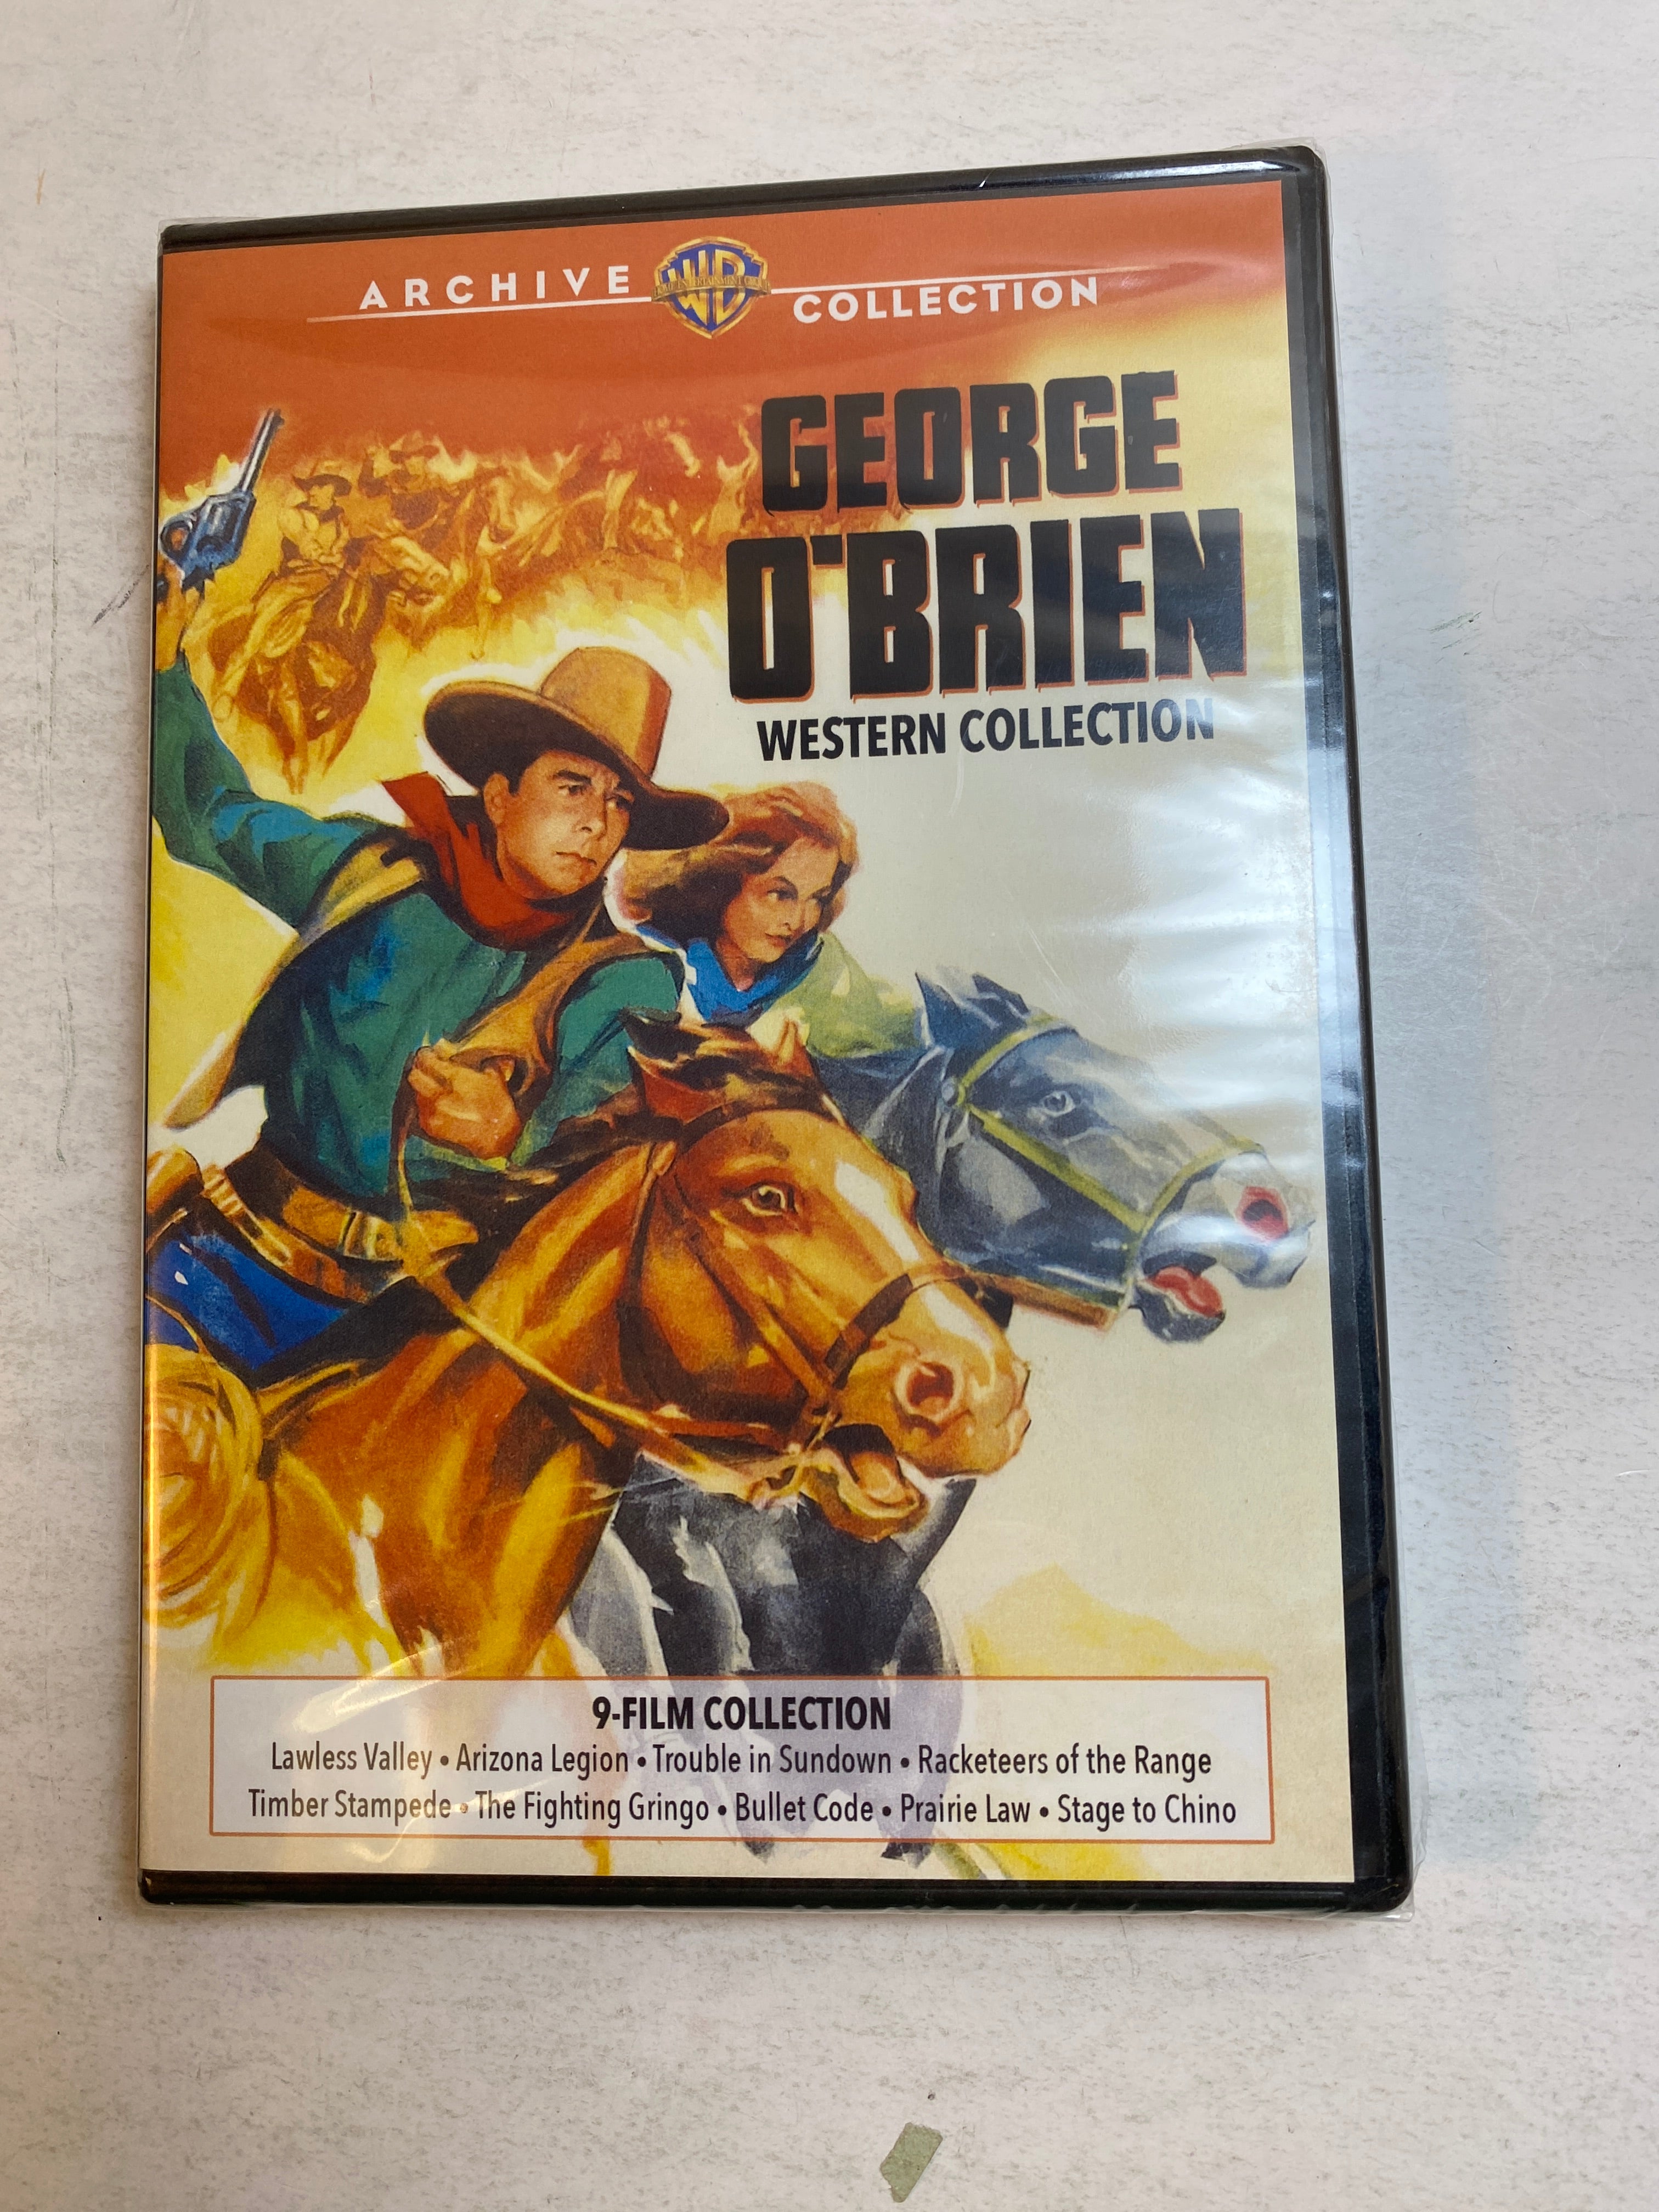 ARCHIVE WB COLLECTION
GEORGE
O'BRIEN
WESTERN COLLECTION
9-FILM COLLECTION
Lawless Valley • Arizona Legion • Trouble in Sundown • Racketeers of the Range
Timber Stampede • The Fighting Gringo • Bullet Code • Prairie Law • Stage to Chino